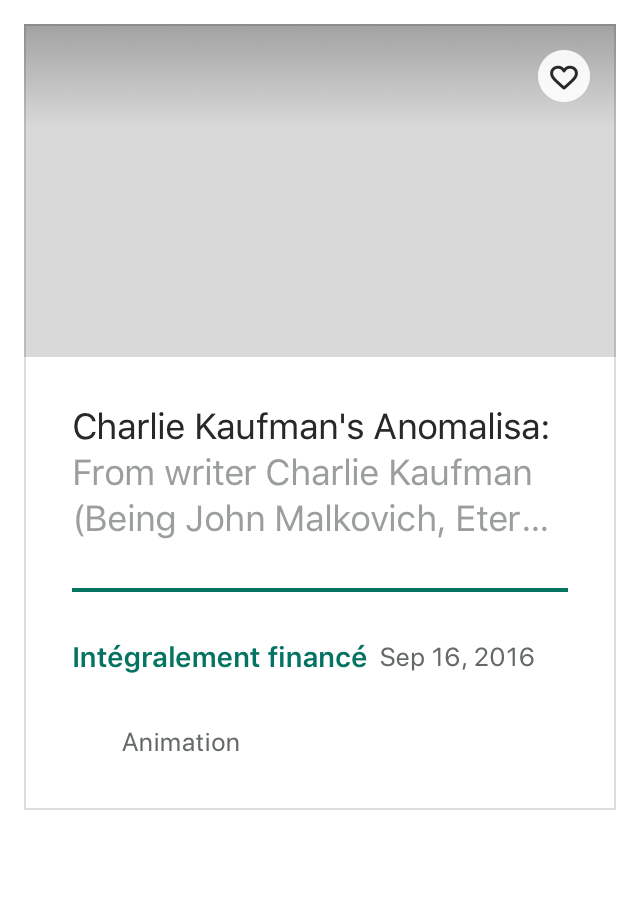 Charlie Kaufman's Anomalisa:
From writer Charlie Kaufman
(Being John Malkovich, Eter…
Intégralement financé Sep 16, 2016
Animation